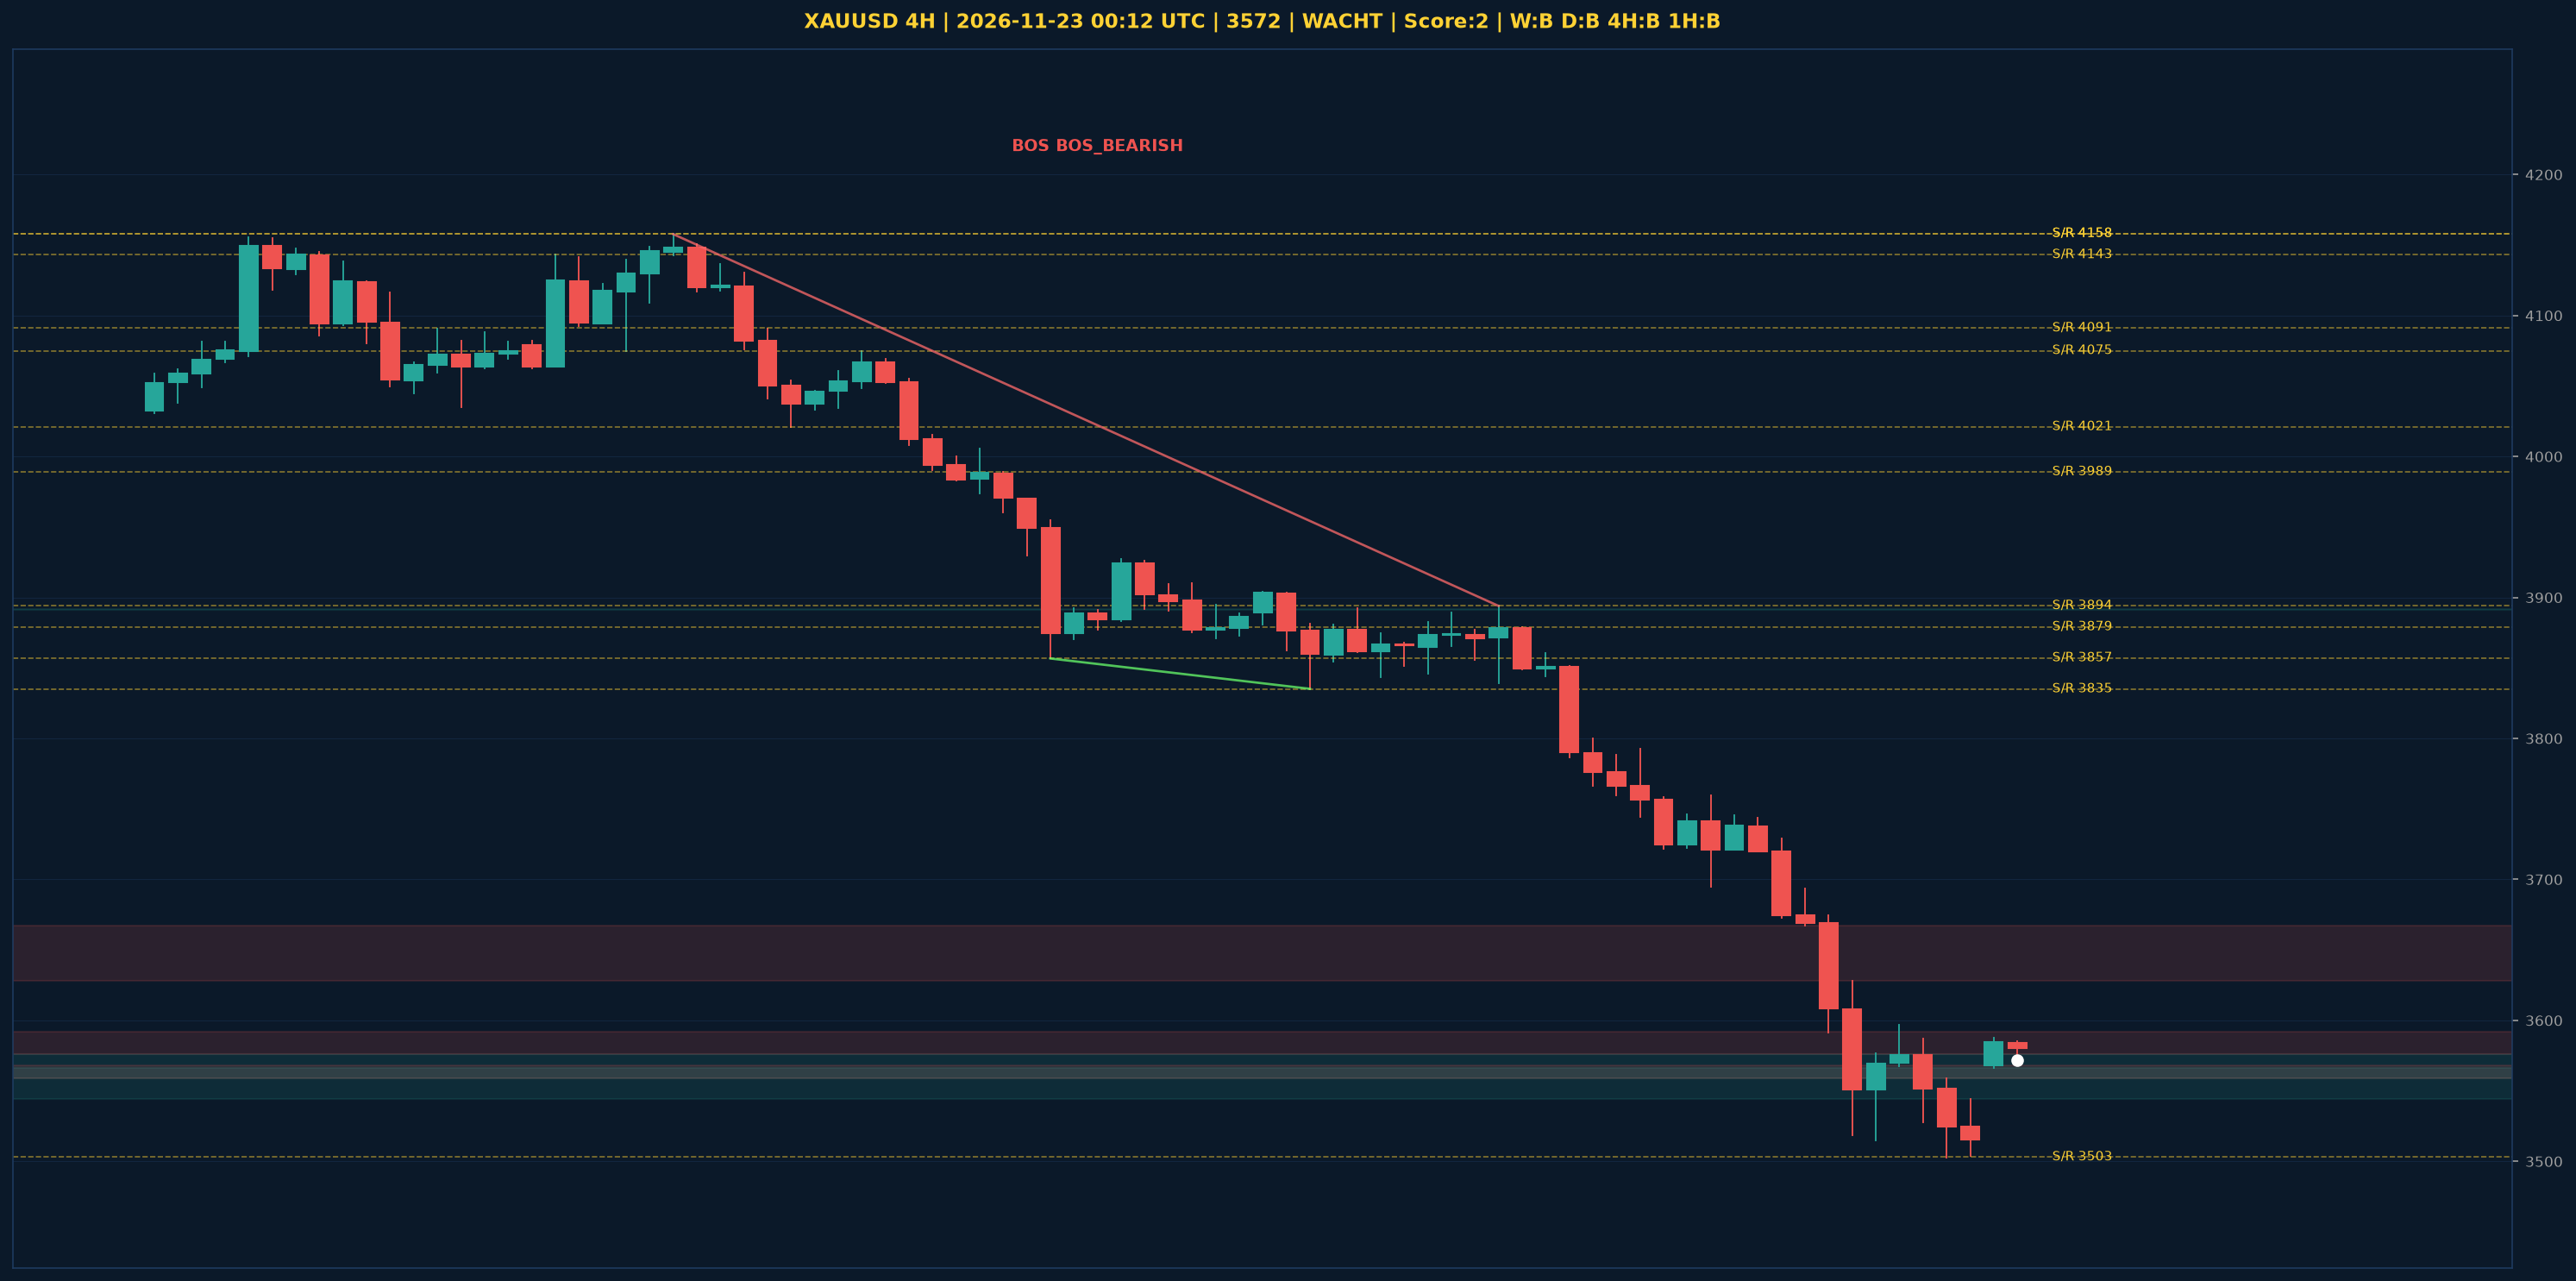 XAUUSD 4H | 2026-11-23 00:12 UTC | 3572 | WACHT | Score:2 | W:B D:B 4H:B 1H:B
BOS BOS_BEARISH
4200
S/R 4158
S/R 4143
4100
S/R 4091
S/R 4075
S/R 4021
4000
S/R 3989
3900
S/R 3894
S/R 3879
S/R 3857
S/R 3835
3800
3700
3600
S/R 3503
3500